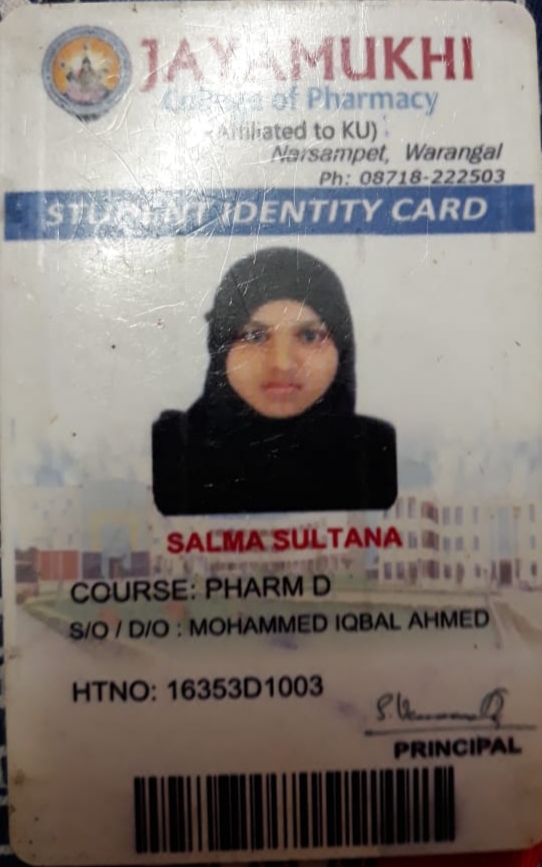 JAYAMUKHI
College of Pharmacy
(Affiliated to KU)
Narsampet, Warangal
Ph: 08718-222503
STUDENT IDENTITY CARD
SALMA SULTANA
COURSE: PHARM D
S/O / D/O : MOHAMMED IQBAL AHMED
HTNO: 16353D1003
PRINCIPAL